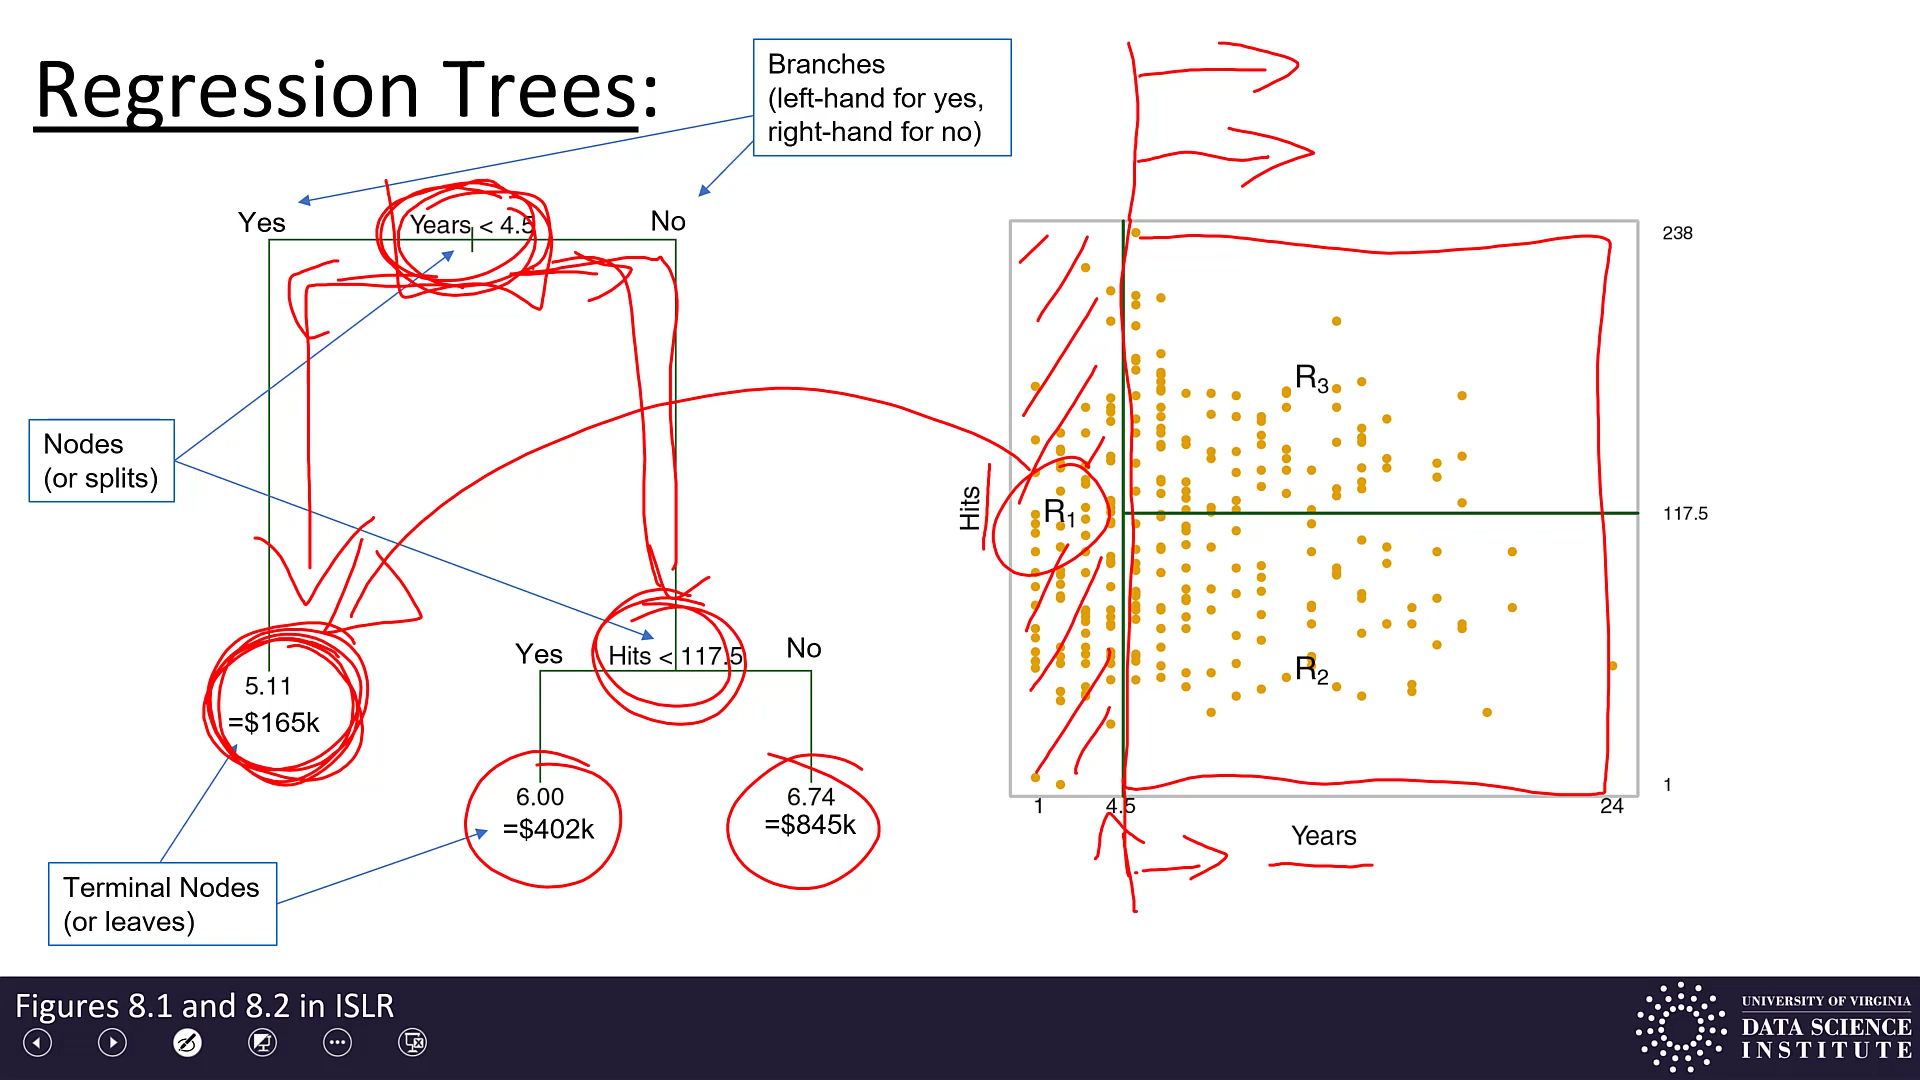 Regression Trees:
Branches
(left-hand for yes,
right-hand for no)
Yes
Years < 4.5
No
Nodes
(or splits)
Yes
Hits < 117.5
No
5.11
=$165k
6.00
=$402k
6.74
=$845k
Terminal Nodes
(or leaves)
238
R3
Hits
R1
117.5
R2
1
1
4.5
24
Years
Figures 8.1 and 8.2 in ISLR
UNIVERSITY OF VIRGINIA
DATA SCIENCE
INSTITUTE